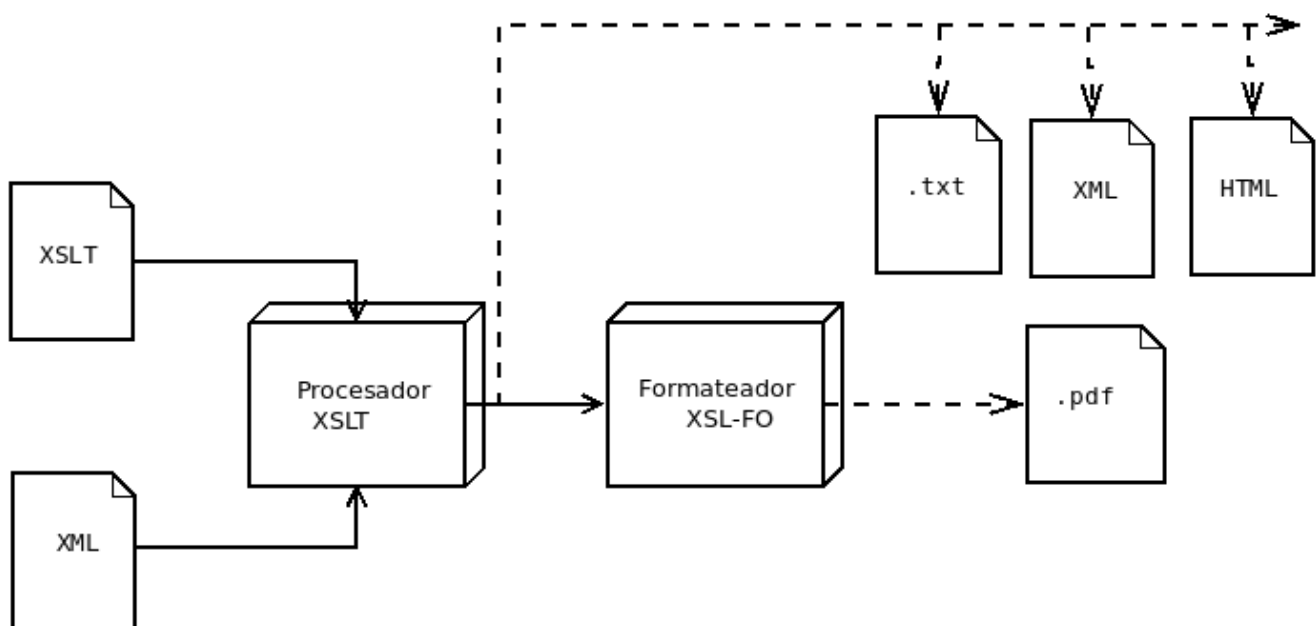 .txt
XML
HTML
XSLT
Procesador
XSLT
Formateador
XSL-FO
.pdf
XML